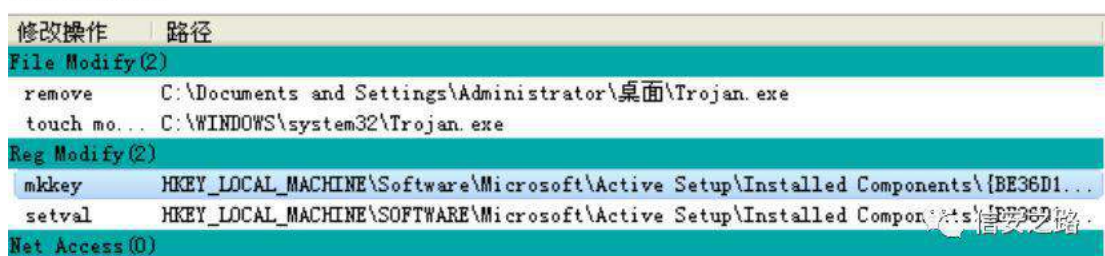 修改操作 路径
File Modify(2)
remove C:\Documents and Settings\Administrator\桌面\Trojan.exe
touch mo... C:\WINDOWS\system32\Trojan.exe
Reg Modify(2)
mkkey HKEY_LOCAL_MACHINE\Software\Microsoft\Active Setup\Installed Components\{BE36D1...
setval HKEY_LOCAL_MACHINE\SOFTWARE\Microsoft\Active Setup\Installed Components\{BE36D1...
信安之路
Net Access(0)